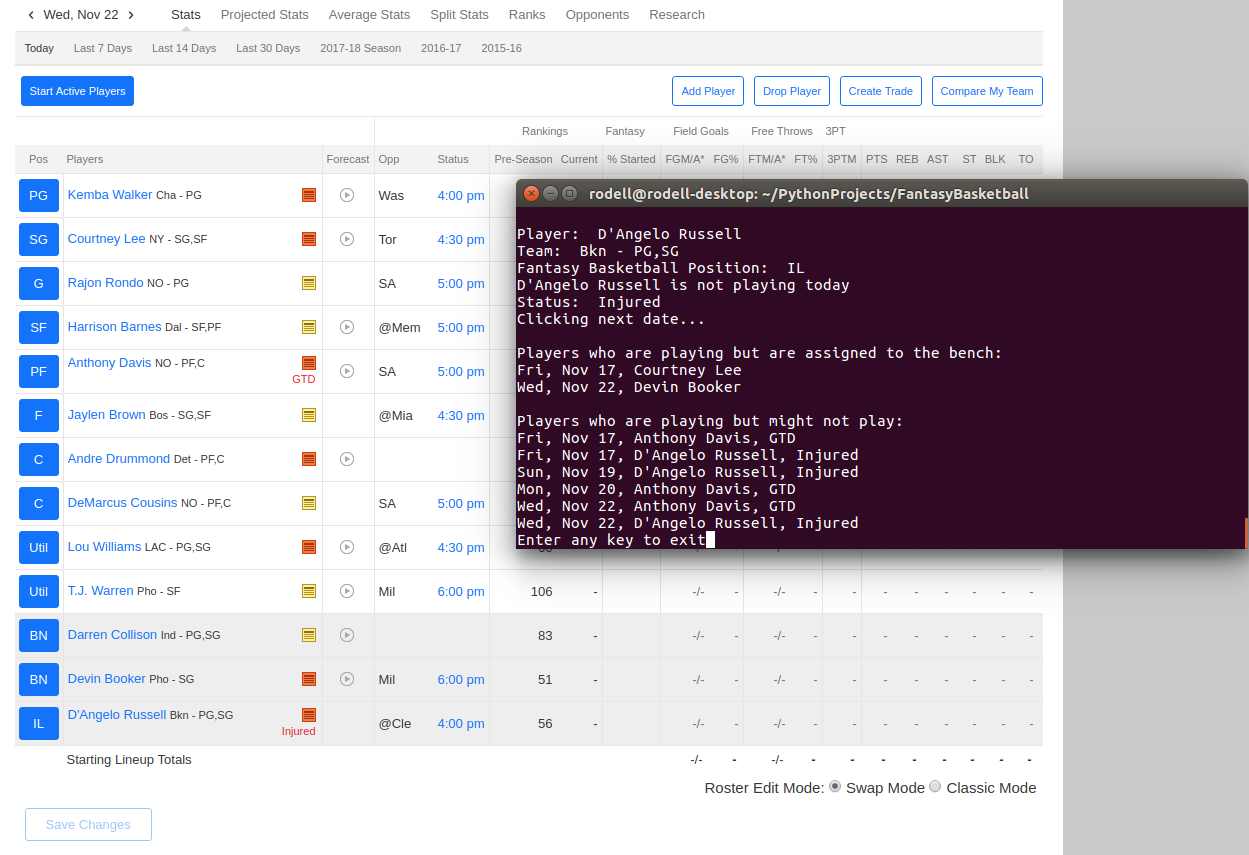 ‹ Wed, Nov 22 › Stats Projected Stats Average Stats Split Stats Ranks Opponents Research
Today Last 7 Days Last 14 Days Last 30 Days 2017-18 Season 2016-17 2015-16
Start Active Players Add Player Drop Player Create Trade Compare My Team
Rankings Fantasy Field Goals Free Throws 3PT
Pos Players Forecast Opp Status Pre-Season Current % Started FGM/A* FG% FTM/A* FT% 3PTM PTS REB AST ST BLK TO
PG Kemba Walker Cha - PG Was 4:00 pm
SG Courtney Lee NY - SG,SF Tor 4:30 pm
G Rajon Rondo NO - PG SA 5:00 pm
SF Harrison Barnes Dal - SF,PF @Mem 5:00 pm
PF Anthony Davis NO - PF,C GTD SA 5:00 pm
F Jaylen Brown Bos - SG,SF @Mia 4:30 pm
C Andre Drummond Det - PF,C
C DeMarcus Cousins NO - PF,C SA 5:00 pm
Util Lou Williams LAC - PG,SG @Atl 4:30 pm
Util T.J. Warren Pho - SF Mil 6:00 pm 106 - -/- - -/- - - - - - - - -
BN Darren Collison Ind - PG,SG 83 - -/- - -/- - - - - - - - -
BN Devin Booker Pho - SG Mil 6:00 pm 51 - -/- - -/- - - - - - - - -
IL D'Angelo Russell Bkn - PG,SG Injured @Cle 4:00 pm 56 - -/- - -/- - - - - - - - -
Starting Lineup Totals -/- - -/- - - - - - - - -
Roster Edit Mode: Swap Mode Classic Mode
Save Changes
rodell@rodell-desktop: ~/PythonProjects/FantasyBasketball
Player:  D'Angelo Russell
Team:  Bkn - PG,SG
Fantasy Basketball Position:  IL
D'Angelo Russell is not playing today
Status:  Injured
Clicking next date...
Players who are playing but are assigned to the bench:
Fri, Nov 17, Courtney Lee
Wed, Nov 22, Devin Booker
Players who are playing but might not play:
Fri, Nov 17, Anthony Davis, GTD
Fri, Nov 17, D'Angelo Russell, Injured
Sun, Nov 19, D'Angelo Russell, Injured
Mon, Nov 20, Anthony Davis, GTD
Wed, Nov 22, Anthony Davis, GTD
Wed, Nov 22, D'Angelo Russell, Injured
Enter any key to exit